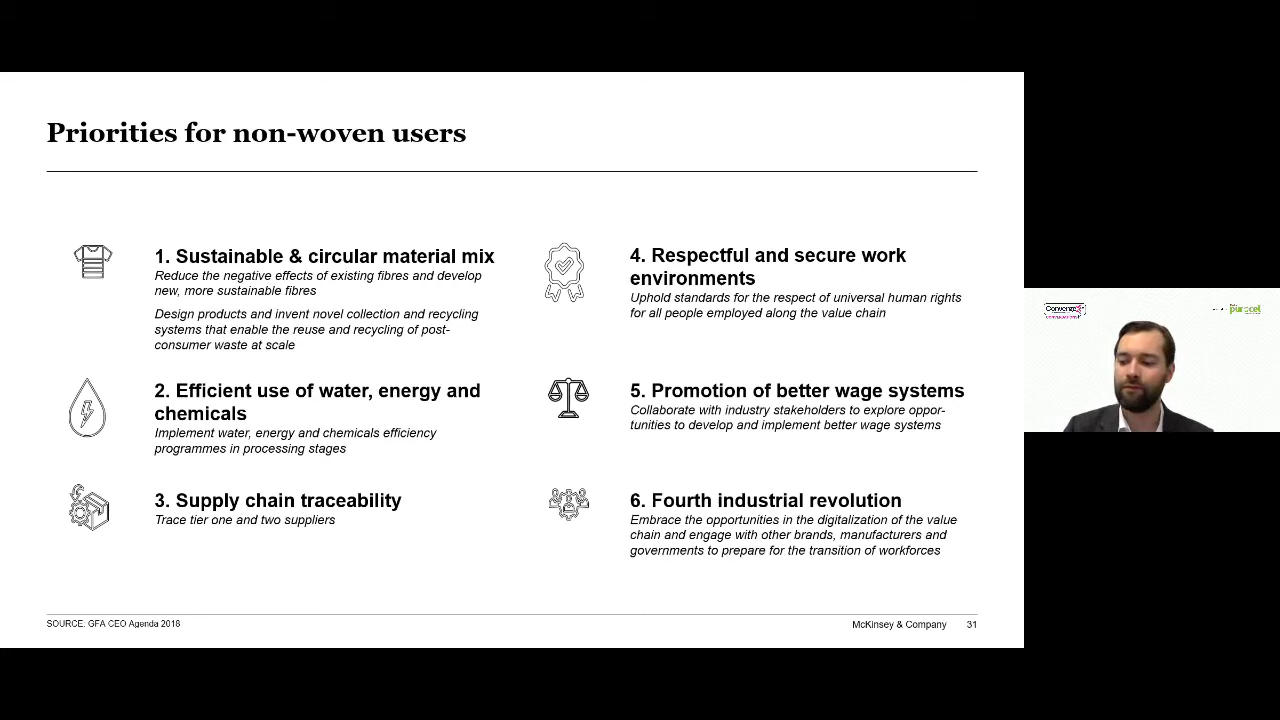 Priorities for non-woven users
1. Sustainable & circular material mix
Reduce the negative effects of existing fibres and develop
new, more sustainable fibres
Design products and invent novel collection and recycling
systems that enable the reuse and recycling of post-
consumer waste at scale
2. Efficient use of water, energy and
chemicals
Implement water, energy and chemicals efficiency
programmes in processing stages
3. Supply chain traceability
Trace tier one and two suppliers
4. Respectful and secure work
environments
Uphold standards for the respect of universal human rights
for all people employed along the value chain
5. Promotion of better wage systems
Collaborate with industry stakeholders to explore oppor-
tunities to develop and implement better wage systems
6. Fourth industrial revolution
Embrace the opportunities in the digitalization of the value
chain and engage with other brands, manufacturers and
governments to prepare for the transition of workforces
SOURCE: GFA CEO Agenda 2018
McKinsey & Company 31
puracel